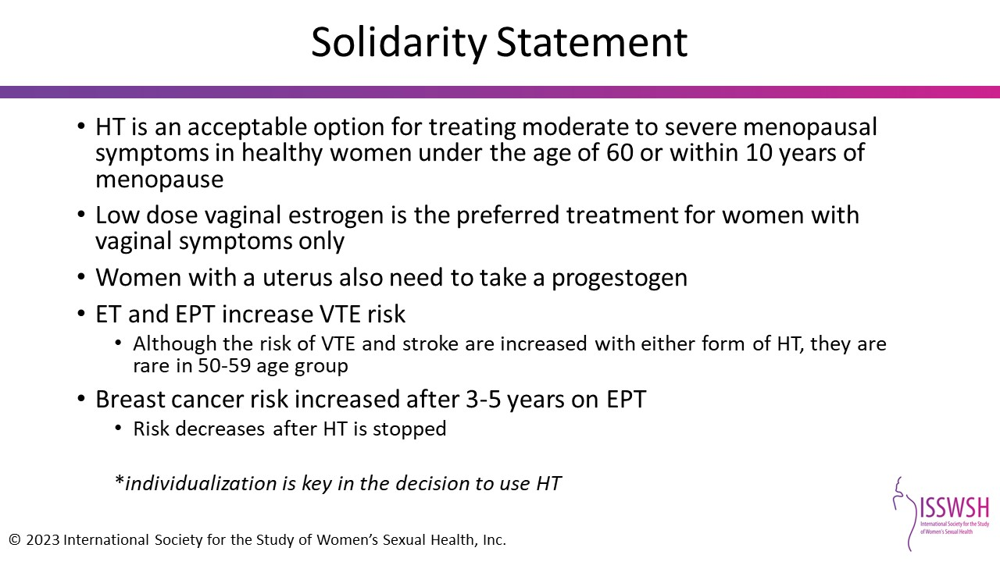 Solidarity Statement
• HT is an acceptable option for treating moderate to severe menopausal
symptoms in healthy women under the age of 60 or within 10 years of
menopause
• Low dose vaginal estrogen is the preferred treatment for women with
vaginal symptoms only
• Women with a uterus also need to take a progestogen
• ET and EPT increase VTE risk
• Although the risk of VTE and stroke are increased with either form of HT, they are
rare in 50-59 age group
• Breast cancer risk increased after 3-5 years on EPT
• Risk decreases after HT is stopped
*individualization is key in the decision to use HT
ISSWSH
International Society for the Study
of Women's Sexual Health
© 2023 International Society for the Study of Women’s Sexual Health, Inc.